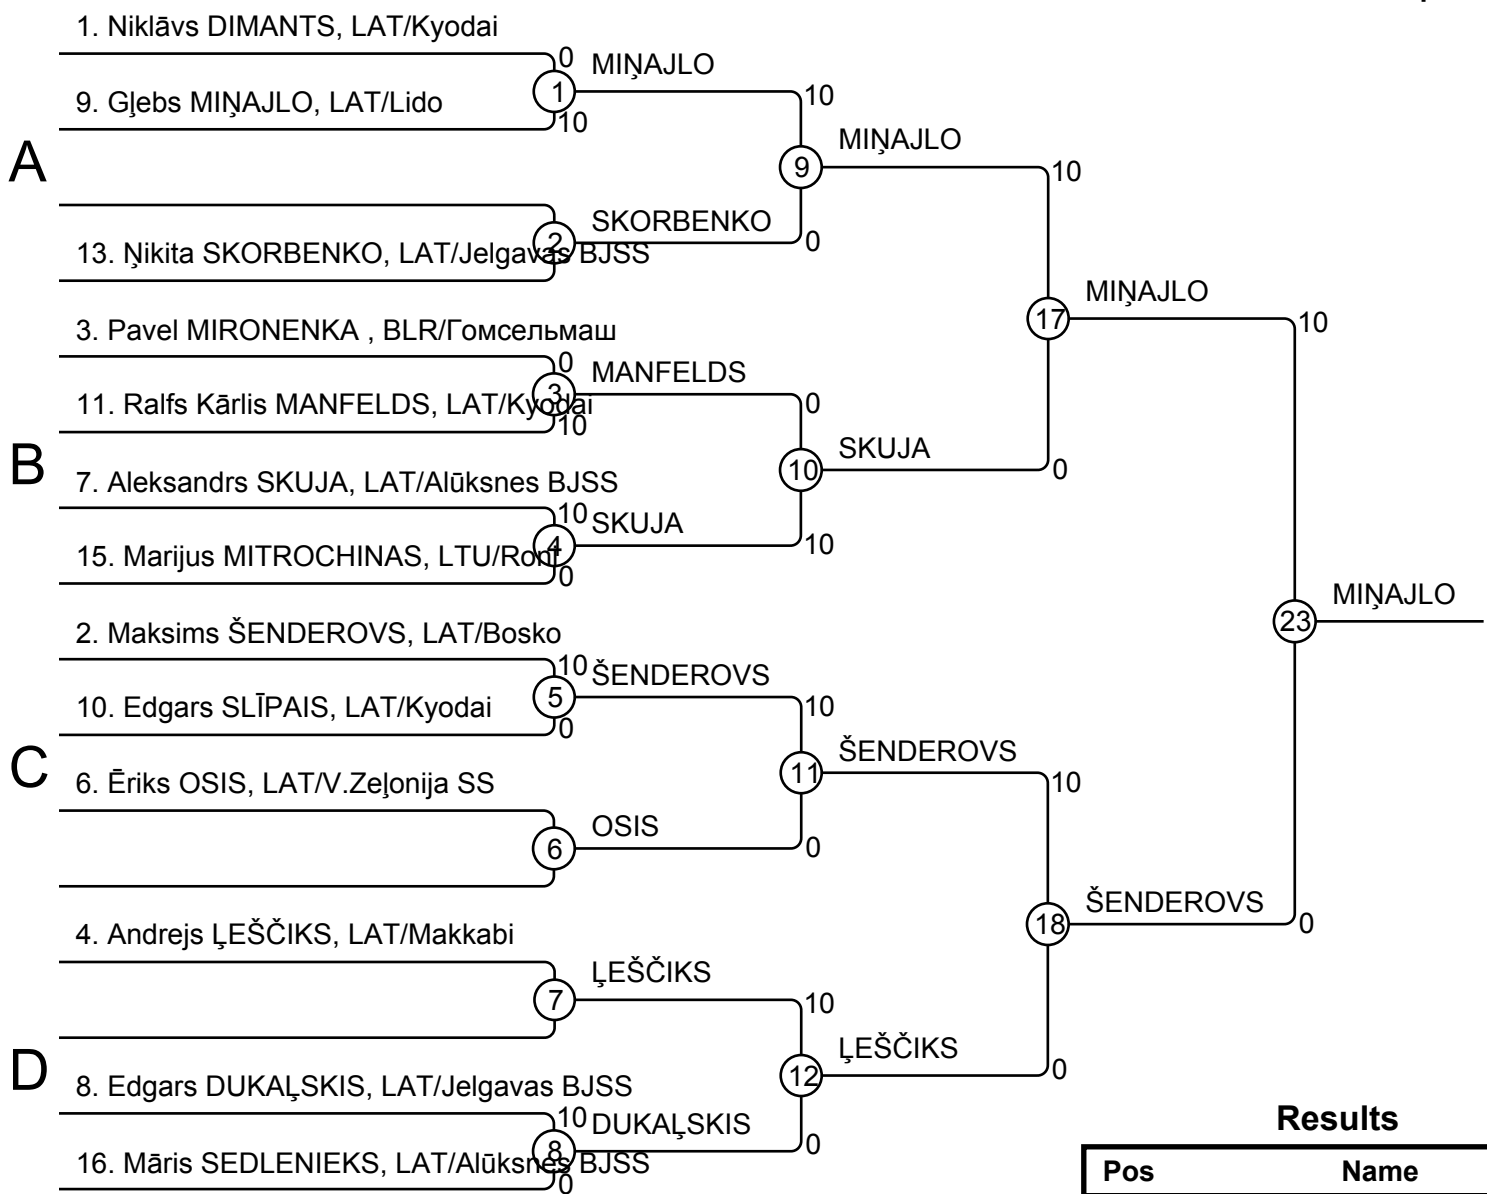 1. Niklāvs DIMANTS, LAT/Kyodai
0
MIŅAJLO
1
10
9. Gļebs MIŅAJLO, LAT/Lido
10
MIŅAJLO
A
9
10
SKORBENKO
2
0
13. Ņikita SKORBENKO, LAT/Jelgavas BJSS
MIŅAJLO
17
10
3. Pavel MIRONENKA , BLR/Гомсельмаш
0
MANFELDS
3
0
11. Ralfs Kārlis MANFELDS, LAT/Kyodai
10
SKUJA
B
10
0
7. Aleksandrs SKUJA, LAT/Alūksnes BJSS
10
SKUJA
4
10
15. Marijus MITROCHINAS, LTU/Roni
0
MIŅAJLO
23
2. Maksims ŠENDEROVS, LAT/Bosko
10
ŠENDEROVS
5
10
10. Edgars SLĪPAIS, LAT/Kyodai
0
ŠENDEROVS
C
11
10
6. Ēriks OSIS, LAT/V.Zeļonija SS
OSIS
6
0
ŠENDEROVS
18
0
4. Andrejs ĻEŠČIKS, LAT/Makkabi
ĻEŠČIKS
7
10
ĻEŠČIKS
D
12
0
8. Edgars DUKAĻSKIS, LAT/Jelgavas BJSS
10
DUKAĻSKIS
8
0
16. Māris SEDLENIEKS, LAT/Alūksnes BJSS
0
Results
Pos Name